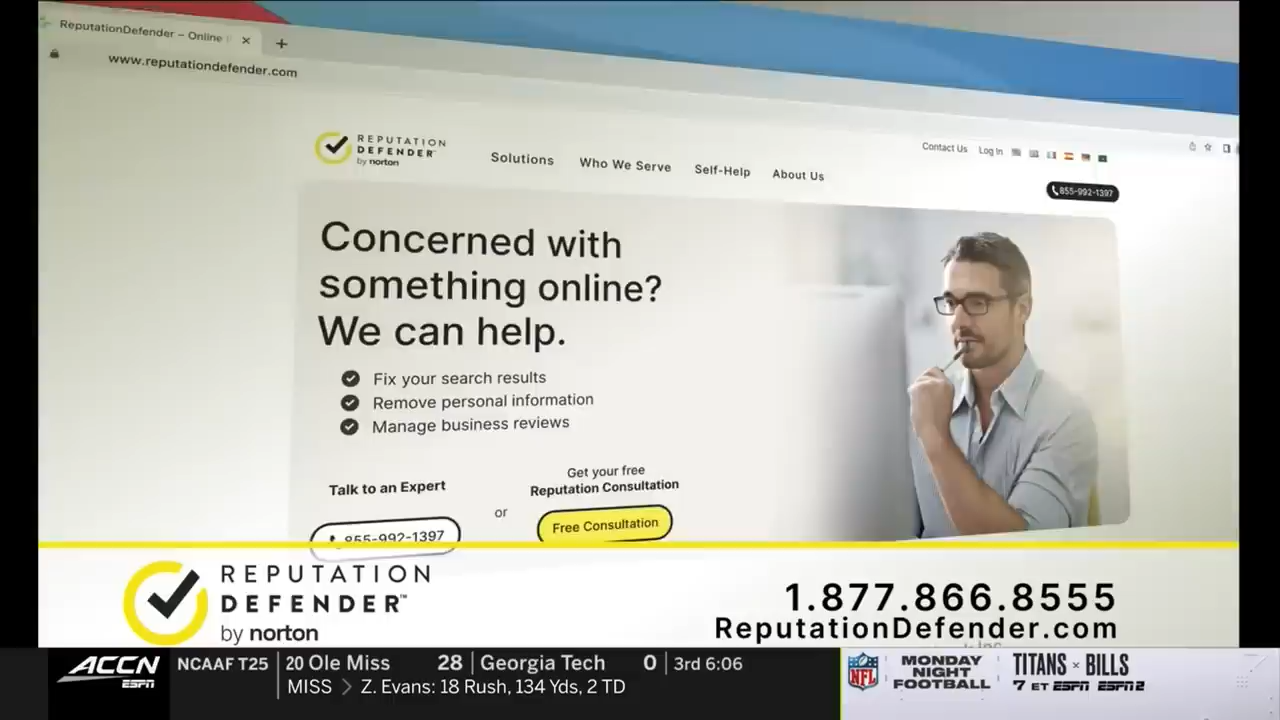 ReputationDefender – Online
www.reputationdefender.com
REPUTATION
DEFENDER
by norton
Solutions
Who We Serve
Self-Help
About Us
Contact Us
Log In
855-992-1397
Concerned with
something online?
We can help.
Fix your search results
Remove personal information
Manage business reviews
Talk to an Expert
855-992-1397
or
Get your free
Reputation Consultation
Free Consultation
REPUTATION
DEFENDER™
by norton
1.877.866.8555
ReputationDefender.com
ACCN
ESPN
NCAAF T25
20 Ole Miss 28
Georgia Tech 0
3rd 6:06
MISS > Z. Evans: 18 Rush, 134 Yds, 2 TD
NFL
MONDAY
NIGHT
FOOTBALL
TITANS × BILLS
7 ET ESPN ESPN2